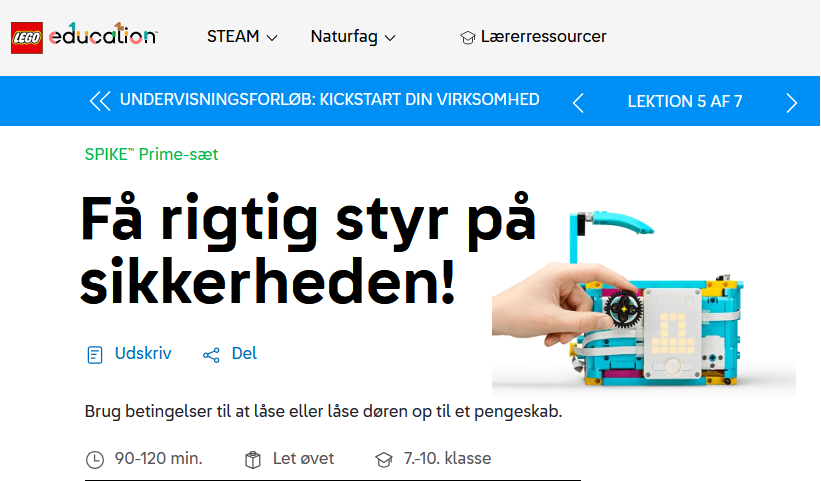 LEGO education™
STEAM
Naturfag
Lærerressourcer
UNDERVISNINGSFORLØB: KICKSTART DIN VIRKSOMHED
LEKTION 5 AF 7
SPIKE™ Prime-sæt
Få rigtig styr på
sikkerheden!
Udskriv
Del
Brug betingelser til at låse eller låse døren op til et pengeskab.
90-120 min.
Let øvet
7.-10. klasse